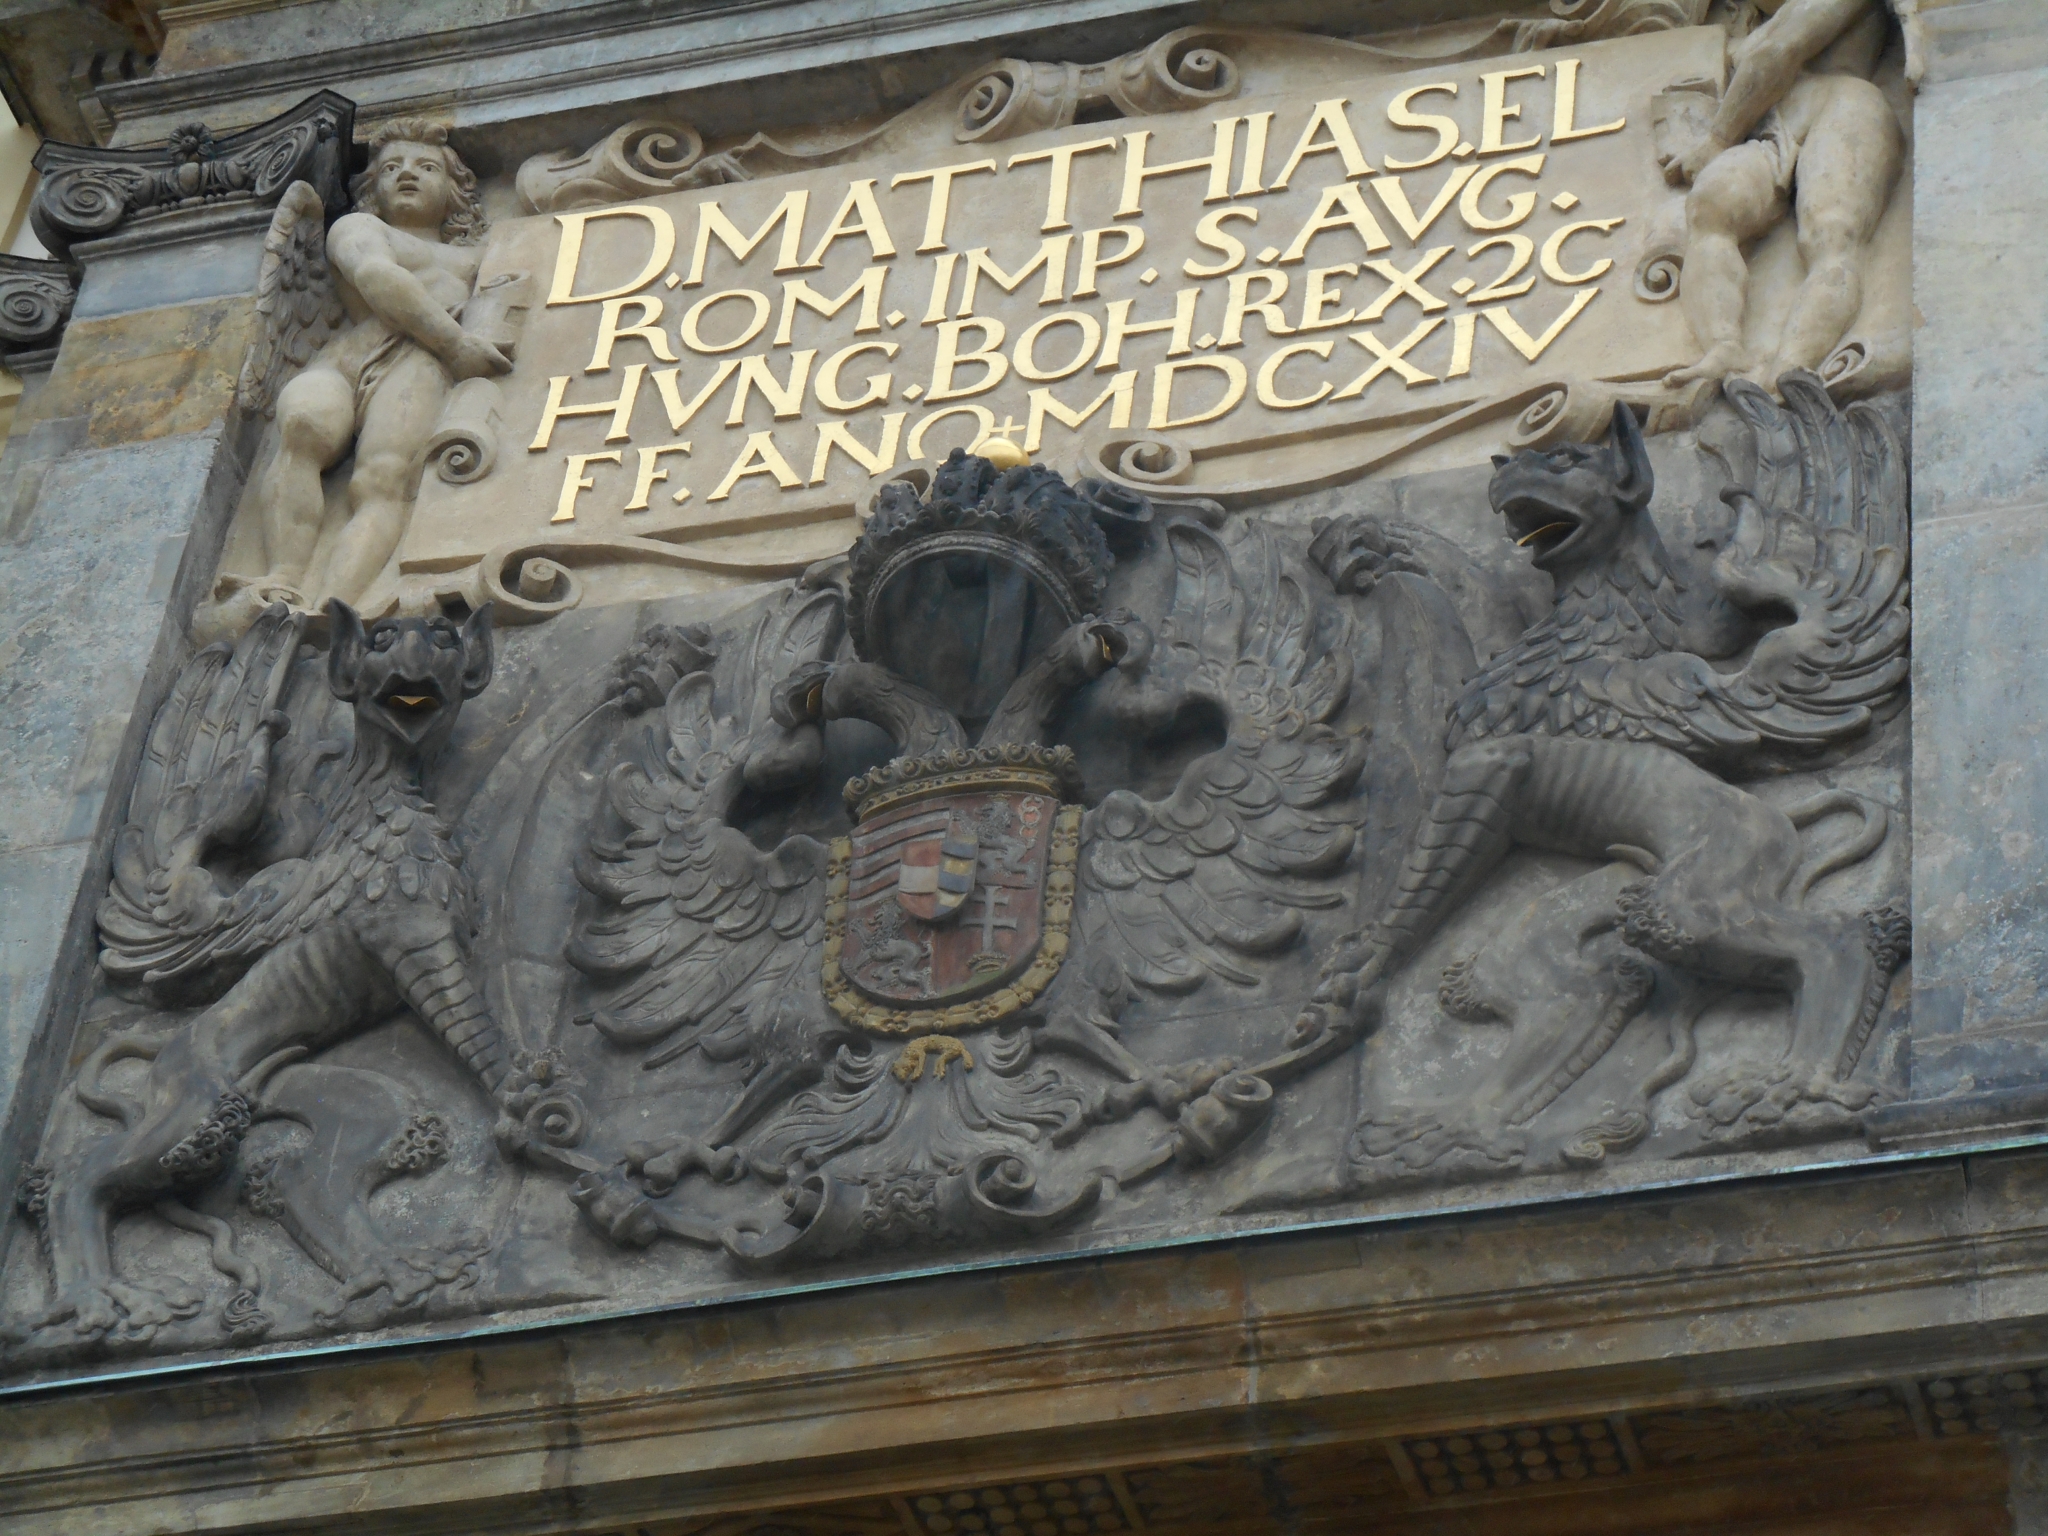 D.MATTHIAS.EL
ROM.IMP.S.AVG.
HVNG.BOH.REX.2C
FF.ANO+MDCXIV